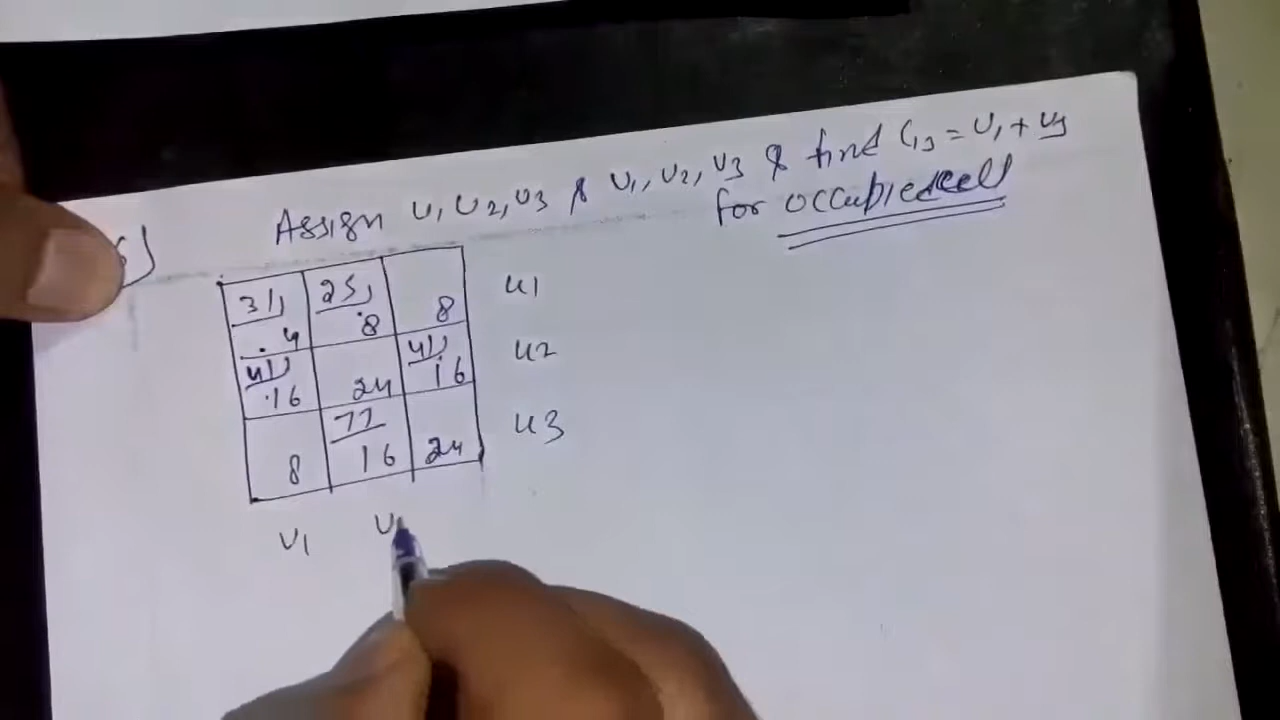 Assign u1, u2, u3 & v1, v2, v3 & find Cij = Ui + Vj
for occupied cell
31 25
4 8 8 u1
41 41
16 24 16 u2
77
8 16 24 u3
v1 v